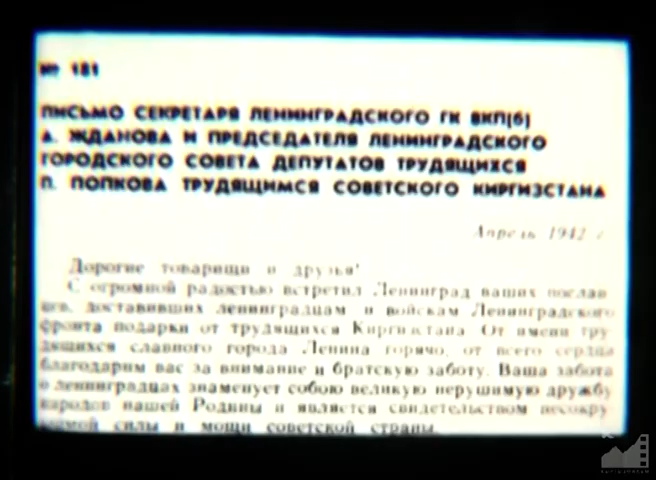 № 181
ПИСЬМО СЕКРЕТАРЯ ЛЕНИНГРАДСКОГО ГК ВКП(б)
А. ЖДАНОВА И ПРЕДСЕДАТЕЛЯ ЛЕНИНГРАДСКОГО
ГОРОДСКОГО СОВЕТА ДЕПУТАТОВ ТРУДЯЩИХСЯ
П. ПОПКОВА ТРУДЯЩИМСЯ СОВЕТСКОГО КИРГИЗСТАНА
Апрель 1942 г.
Дорогие товарищи и друзья!
С огромной радостью встретил Ленинград ваших послан-
цев, доставивших ленинградцам и войскам Ленинградского
фронта подарки от трудящихся Киргизстана. От имени тру-
дящихся славного города Ленина горячо, от всего сердца
благодарим вас за внимание и братскую заботу. Ваша забота
о ленинградцах знаменует собою великую нерушимую дружбу
народов нашей Родины и является свидетельством несокру-
шимой силы и мощи советской страны.